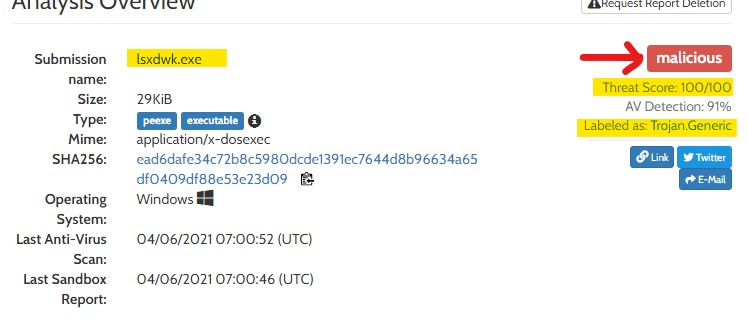 Analysis Overview
Request Report Deletion
Submission name: lsxdwk.exe
malicious
Size: 29KiB
Threat Score: 100/100
Type: peexe executable
AV Detection: 91%
Mime: application/x-dosexec
Labeled as: Trojan.Generic
SHA256: ead6dafe34c72b8c5980dcde1391ec7644d8b96634a65
df0409df88e53e23d09
Link Twitter
E-Mail
Operating System: Windows
Last Anti-Virus Scan: 04/06/2021 07:00:52 (UTC)
Last Sandbox Report: 04/06/2021 07:00:46 (UTC)